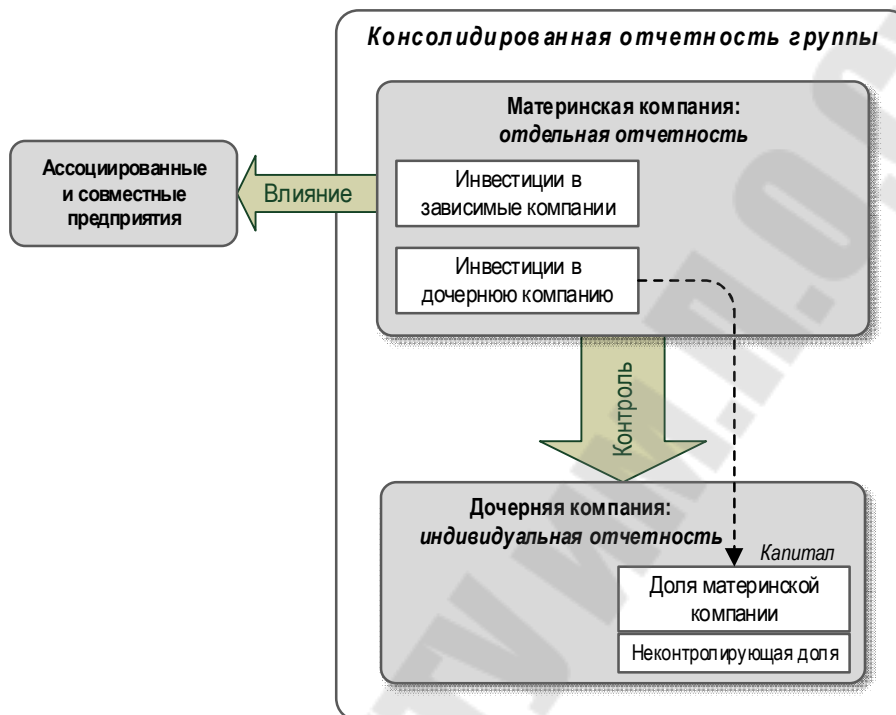 Консолидированная отчетность группы
Материнская компания:
отдельная отчетность
Ассоциированные
и совместные
предприятия
Влияние
Инвестиции в
зависимые компании
Инвестиции в
дочернюю компанию
Контроль
Дочерняя компания:
индивидуальная отчетность
Капитал
Доля материнской
компании
Неконтролирующая доля